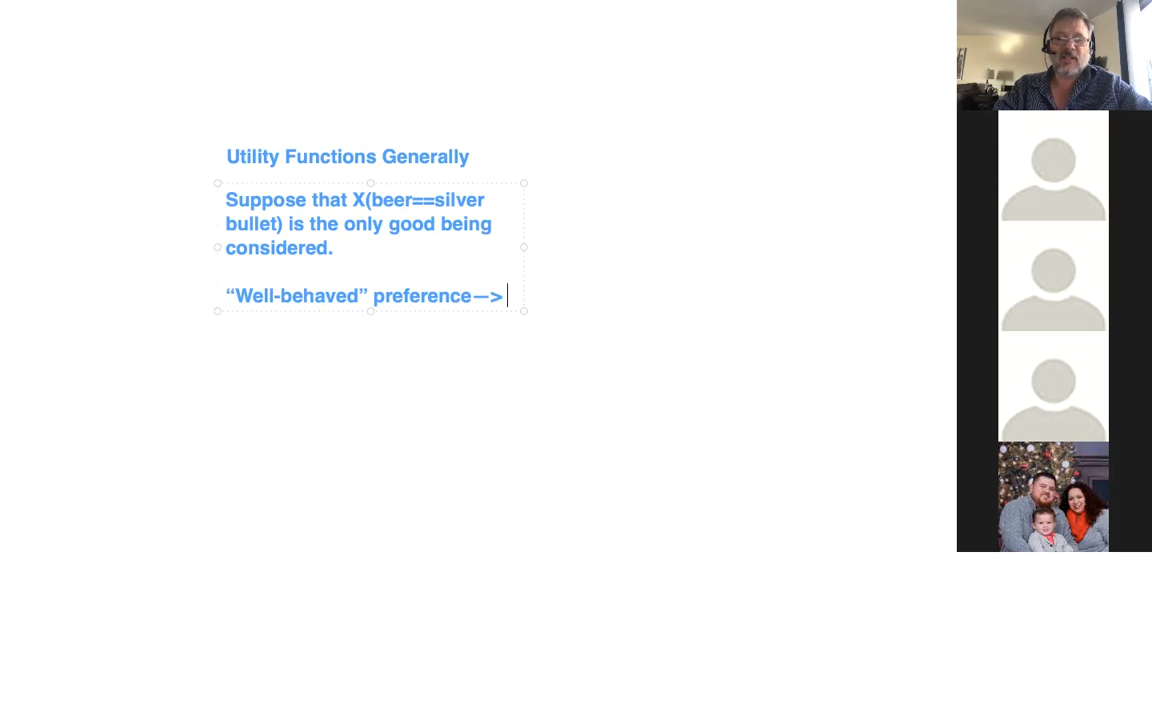 Utility Functions Generally
Suppose that X(beer==silver
bullet) is the only good being
considered.
“Well-behaved” preference—>